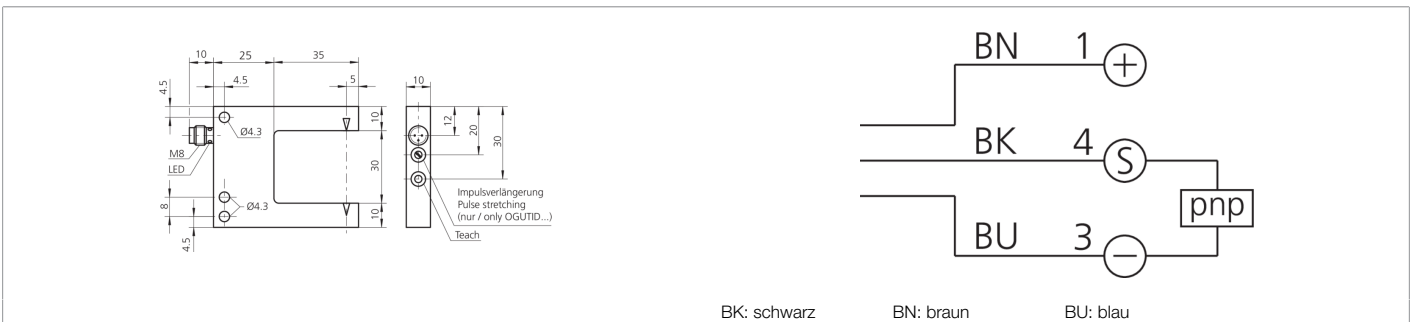 10
25
35
4.5
4.5
5
10
Ø4.3
M8
LED
30
Ø4.3
8
4.5
10
10
12
20
30
Impulsverlängerung
Pulse stretching
(nur / only OGUTID...)
Teach
BN 1
+
BK 4
S
pnp
BU 3
–
BK: schwarz BN: braun BU: blau